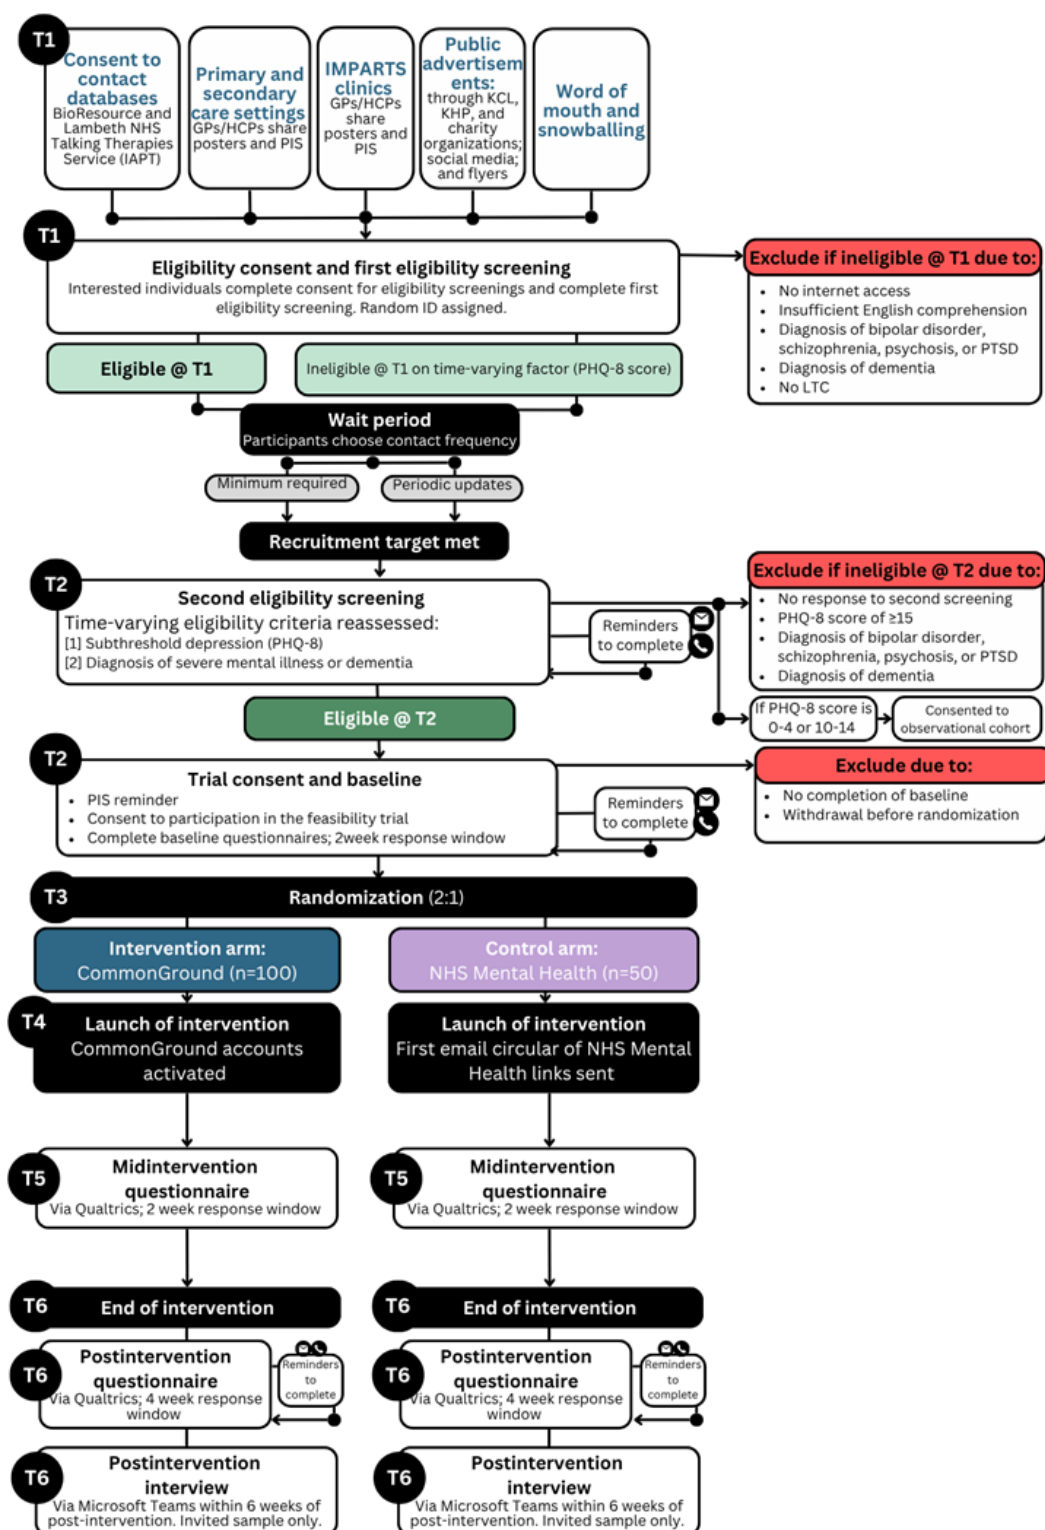 T1
Consent to
contact
databases
BioResource and
Lambeth NHS
Talking Therapies
Service (IAPT)
Primary and
secondary
care settings
GPs/HCPs share
posters and PIS
IMPARTS
clinics
GPs/HCPs
share
posters and
PIS
Public
advertisem
ents:
through KCL,
KHP, and
charity
organizations;
social media;
and flyers
Word of
mouth and
snowballing
T1
Eligibility consent and first eligibility screening
Interested individuals complete consent for eligibility screenings and complete first
eligibility screening. Random ID assigned.
Exclude if ineligible @ T1 due to:
• No internet access
• Insufficient English comprehension
• Diagnosis of bipolar disorder,
schizophrenia, psychosis, or PTSD
• Diagnosis of dementia
• No LTC
Eligible @ T1
Ineligible @ T1 on time-varying factor (PHQ-8 score)
Wait period
Participants choose contact frequency
Minimum required
Periodic updates
Recruitment target met
T2
Second eligibility screening
Time-varying eligibility criteria reassessed:
[1] Subthreshold depression (PHQ-8)
[2] Diagnosis of severe mental illness or dementia
Reminders
to complete
Exclude if ineligible @ T2 due to:
• No response to second screening
• PHQ-8 score of ≥15
• Diagnosis of bipolar disorder,
schizophrenia, psychosis, or PTSD
• Diagnosis of dementia
If PHQ-8 score is
0-4 or 10-14
Consented to
observational cohort
Eligible @ T2
T2
Trial consent and baseline
• PIS reminder
• Consent to participation in the feasibility trial
• Complete baseline questionnaires; 2week response window
Reminders
to complete
Exclude due to:
• No completion of baseline
• Withdrawal before randomization
T3
Randomization (2:1)
Intervention arm:
CommonGround (n=100)
Control arm:
NHS Mental Health (n=50)
T4
Launch of intervention
CommonGround accounts
activated
Launch of intervention
First email circular of NHS Mental
Health links sent
T5
Midintervention
questionnaire
Via Qualtrics; 2 week response window
T5
Midintervention
questionnaire
Via Qualtrics; 2 week response window
T6
End of intervention
T6
End of intervention
T6
Postintervention
questionnaire
Via Qualtrics; 4 week response
window
Reminders
to
complete
T6
Postintervention
questionnaire
Via Qualtrics; 4 week response
window
Reminders
to
complete
T6
Postintervention
interview
Via Microsoft Teams within 6 weeks of
post-intervention. Invited sample only.
T6
Postintervention
interview
Via Microsoft Teams within 6 weeks of
post-intervention. Invited sample only.